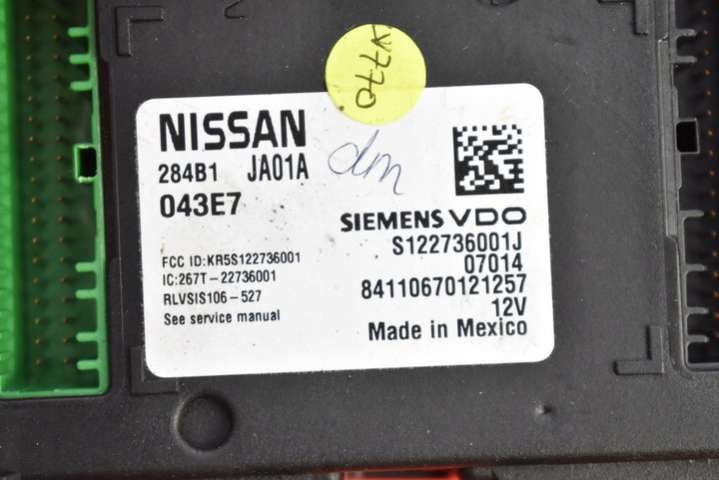 NISSAN
284B1 JA01A
043E7
dm
SIEMENS VDO
S122736001J
07014
FCC ID:KR5S122736001
IC:267T-22736001
RLVSIS106-527
See service manual
84110670121257
12V
Made in Mexico